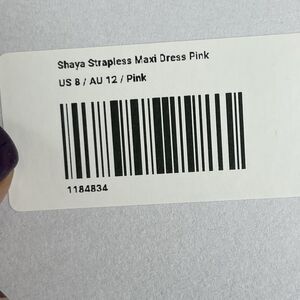 Shaya Strapless Maxi Dress Pink
US 8 / AU 12 / Pink
1184834